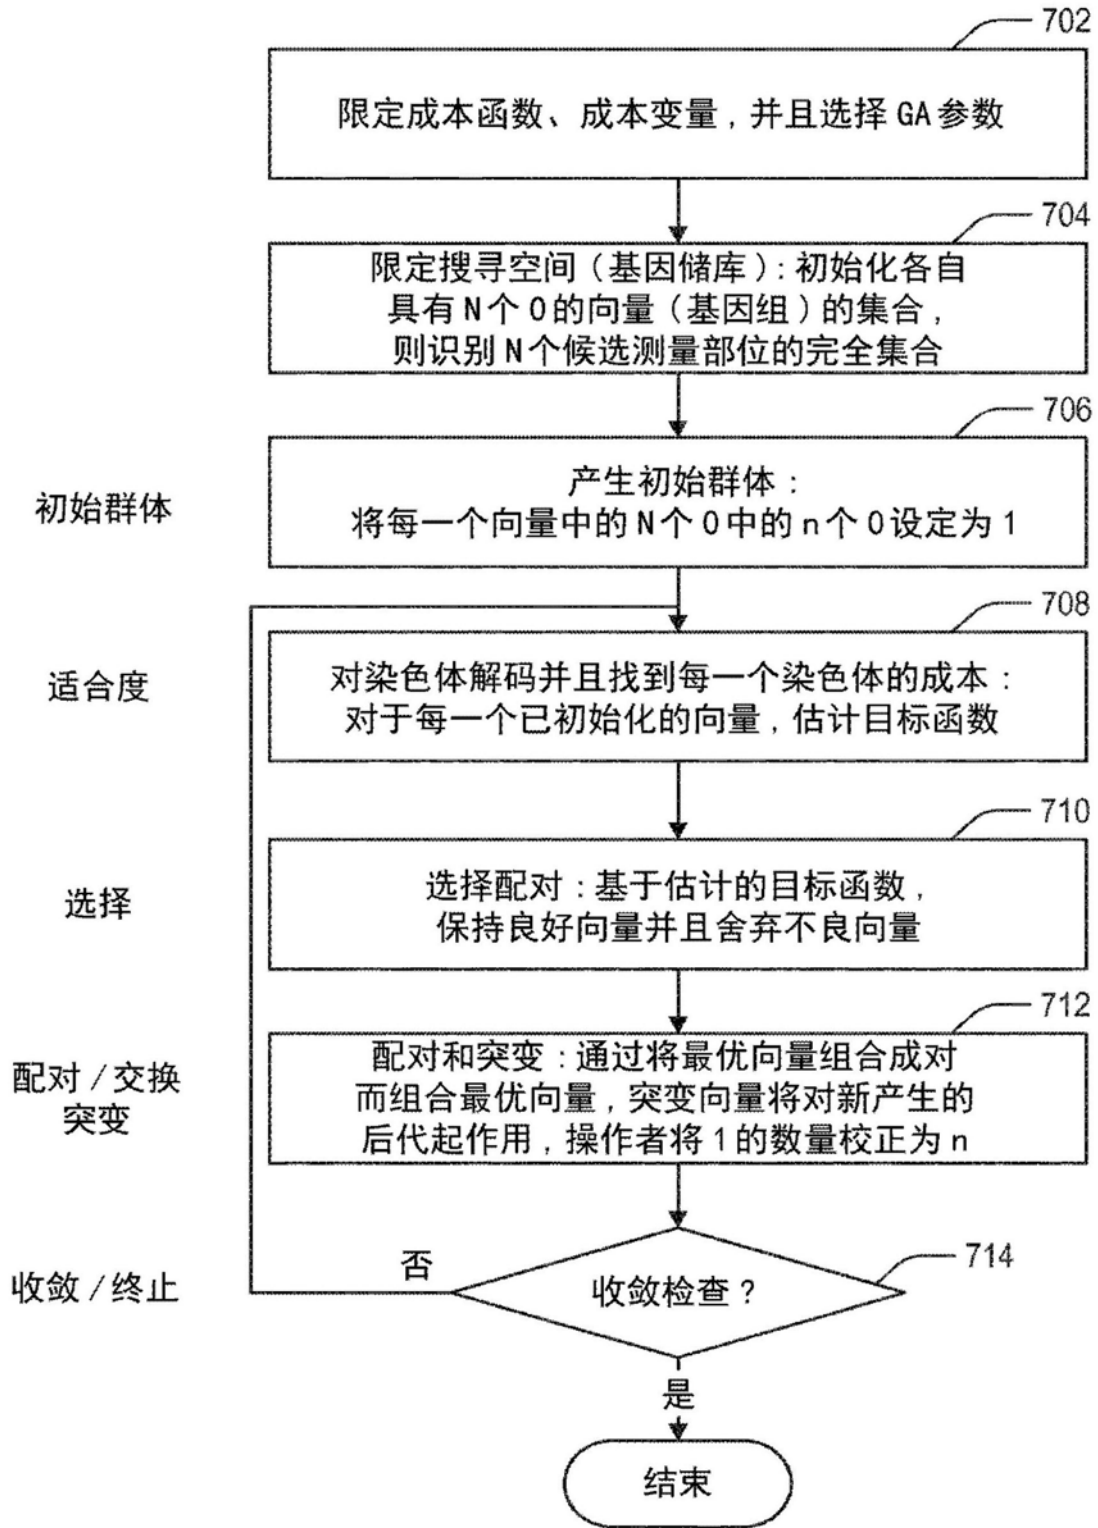 702
限定成本函数、成本变量，并且选择 GA 参数
704
限定搜寻空间（基因储库）：初始化各自
具有 N 个 0 的向量（基因组）的集合，
则识别 N 个候选测量部位的完全集合
706
初始群体
产生初始群体：
将每一个向量中的 N 个 0 中的 n 个 0 设定为 1
708
适合度
对染色体解码并且找到每一个染色体的成本：
对于每一个已初始化的向量，估计目标函数
710
选择
选择配对：基于估计的目标函数，
保持良好向量并且舍弃不良向量
712
配对/交换
突变
配对和突变：通过将最优向量组合成对
而组合最优向量，突变向量将对新产生的
后代起作用，操作者将 1 的数量校正为 n
714
收敛/终止
否
收敛检查？
是
结束